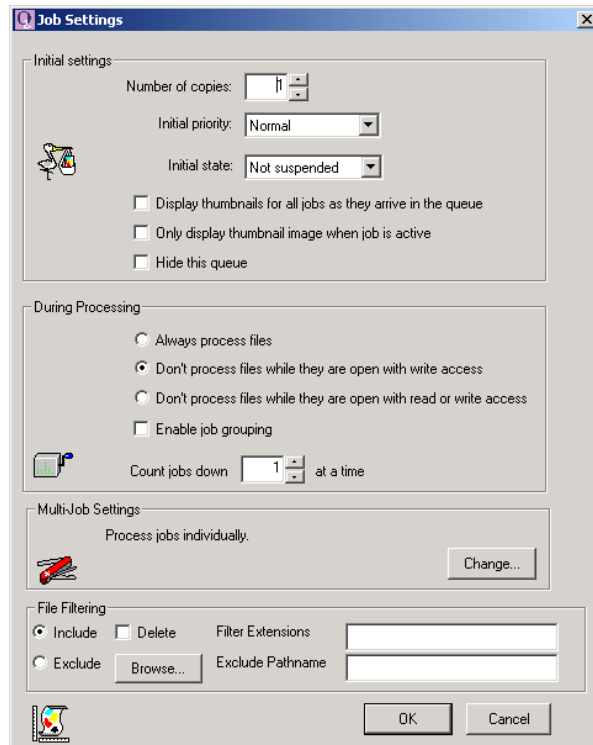 Job Settings
Initial settings
Number of copies: 1
Initial priority: Normal
Initial state: Not suspended
Display thumbnails for all jobs as they arrive in the queue
Only display thumbnail image when job is active
Hide this queue
During Processing
Always process files
Don't process files while they are open with write access
Don't process files while they are open with read or write access
Enable job grouping
Count jobs down 1 at a time
Multi-Job Settings
Process jobs individually.
Change...
File Filtering
Include Delete Filter Extensions
Exclude Browse... Exclude Pathname
OK Cancel